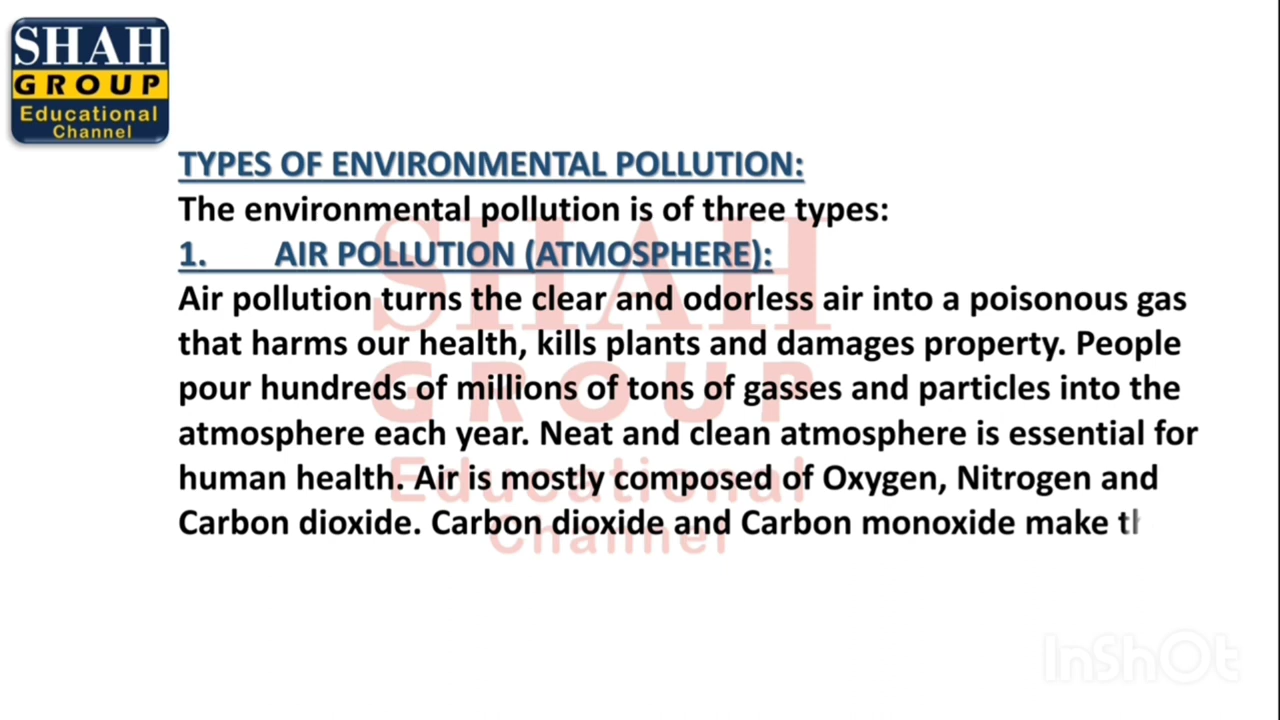 SHAH
GROUP
Educational
Channel
TYPES OF ENVIRONMENTAL POLLUTION:
The environmental pollution is of three types:
1. AIR POLLUTION (ATMOSPHERE):
Air pollution turns the clear and odorless air into a poisonous gas
that harms our health, kills plants and damages property. People
pour hundreds of millions of tons of gasses and particles into the
atmosphere each year. Neat and clean atmosphere is essential for
human health. Air is mostly composed of Oxygen, Nitrogen and
Carbon dioxide. Carbon dioxide and Carbon monoxide make
SHAH
GROUP
Educational
Channel
InShOt